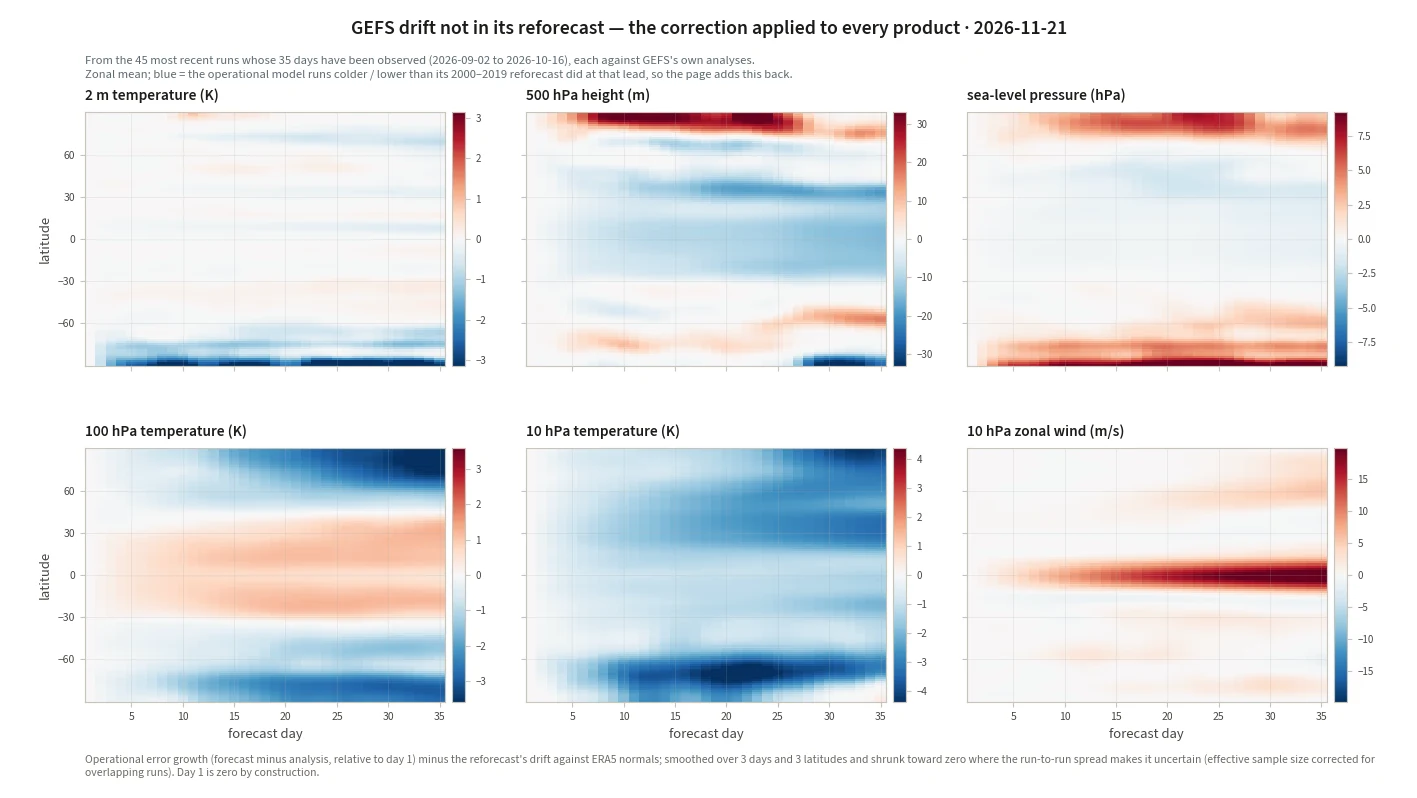 GEFS drift not in its reforecast — the correction applied to every product · 2026-11-21
From the 45 most recent runs whose 35 days have been observed (2026-09-02 to 2026-10-16), each against GEFS's own analyses.
Zonal mean; blue = the operational model runs colder / lower than its 2000–2019 reforecast did at that lead, so the page adds this back.
2 m temperature (K)
500 hPa height (m)
sea-level pressure (hPa)
latitude
60
30
0
−30
−60
3
2
1
0
−1
−2
−3
30
20
10
0
−10
−20
−30
7.5
5.0
2.5
0.0
−2.5
−5.0
−7.5
100 hPa temperature (K)
10 hPa temperature (K)
10 hPa zonal wind (m/s)
latitude
60
30
0
−30
−60
3
2
1
0
−1
−2
−3
4
3
2
1
0
−1
−2
−3
−4
15
10
5
0
−5
−10
−15
5 10 15 20 25 30 35
5 10 15 20 25 30 35
5 10 15 20 25 30 35
forecast day
forecast day
forecast day
Operational error growth (forecast minus analysis, relative to day 1) minus the reforecast's drift against ERA5 normals; smoothed over 3 days and 3 latitudes and shrunk toward zero where the run-to-run spread makes it uncertain (effective sample size corrected for
overlapping runs). Day 1 is zero by construction.